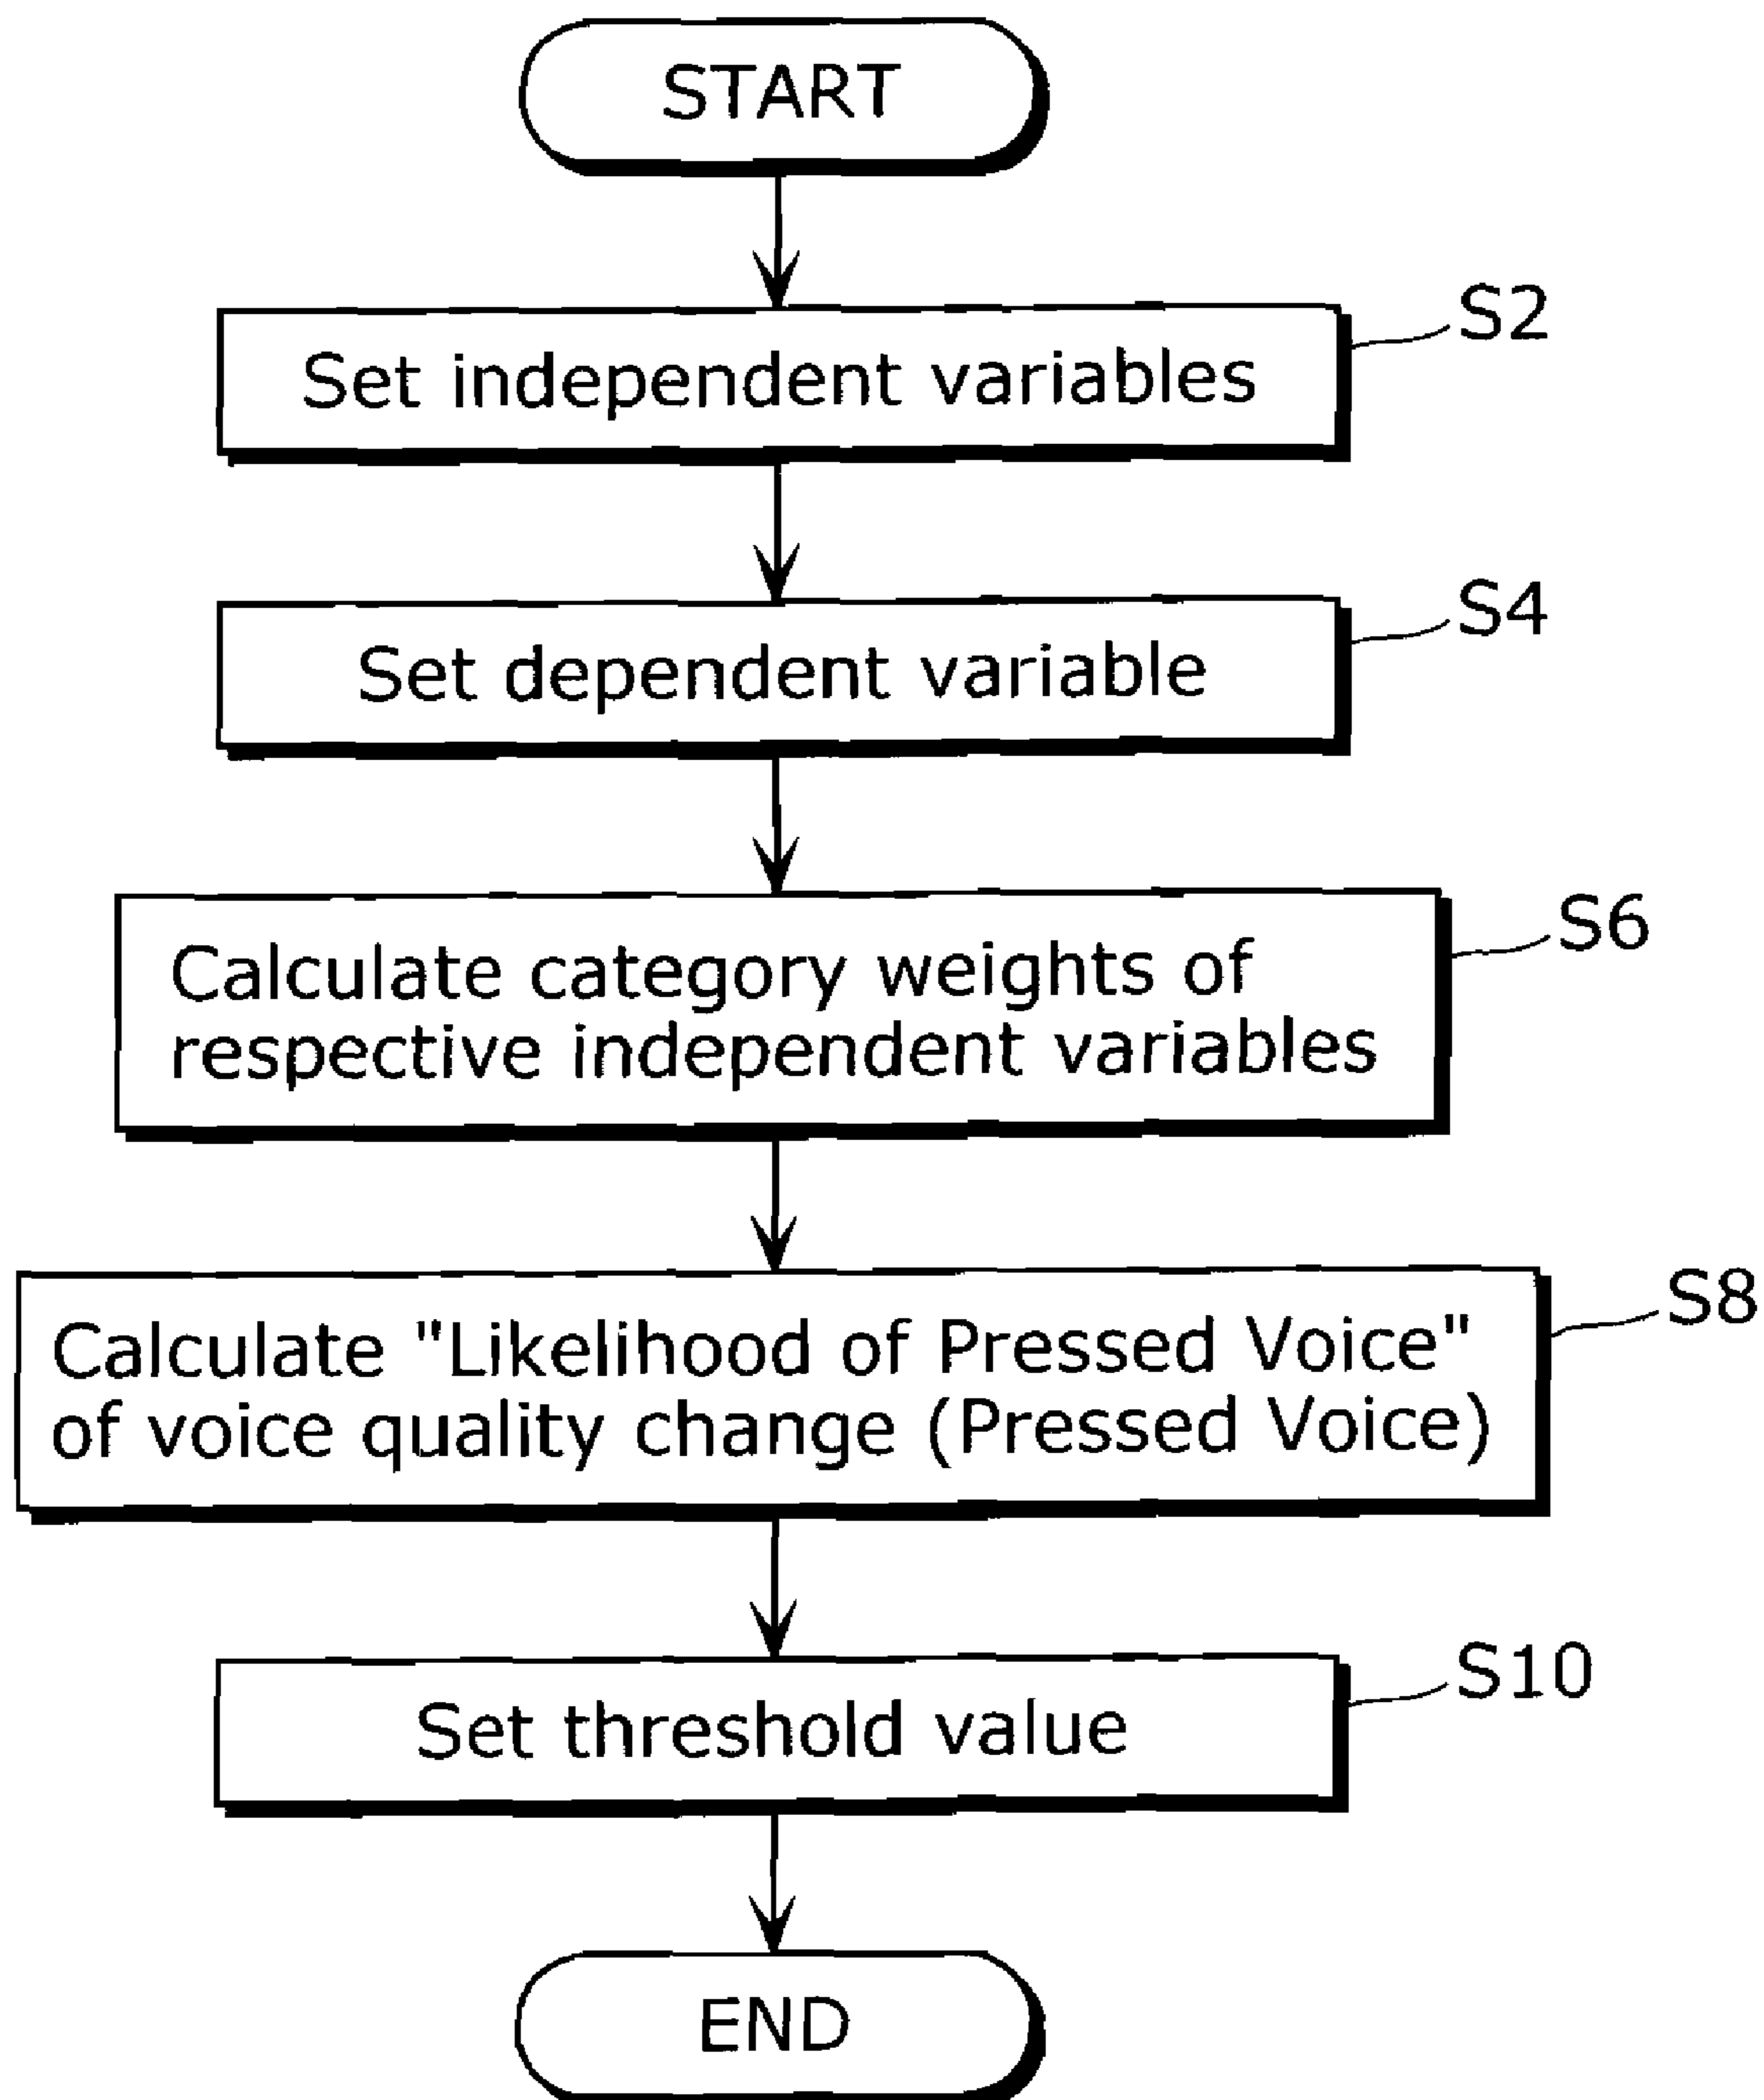 START
S2
Set independent variables
S4
Set dependent variable
S6
Calculate category weights of
respective independent variables
S8
Calculate "Likelihood of Pressed Voice"
of voice quality change (Pressed Voice)
S10
Set threshold value
END